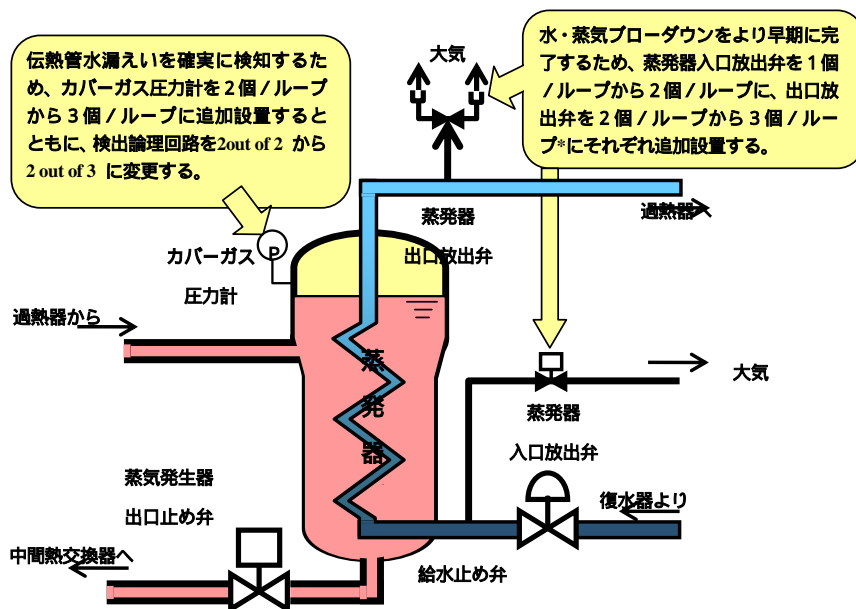 伝熱管水漏えいを確実に検知するた
め、カバーガス圧力計を２個／ループ
から３個／ループに追加設置すると
ともに、検出論理回路を2out of 2 から
2 out of 3 に変更する。
大気
水・蒸気ブローダウンをより早期に完
了するため、蒸発器入口放出弁を１個
／ループから２個／ループに、出口放
出弁を２個／ループから３個／ルー
プ*にそれぞれ追加設置する。
過熱器へ
蒸発器
出口放出弁
カバーガス
圧力計
P
過熱器から
蒸
発
器
大気
蒸発器
入口放出弁
蒸気発生器
出口止め弁
復水器より
中間熱交換器へ
給水止め弁